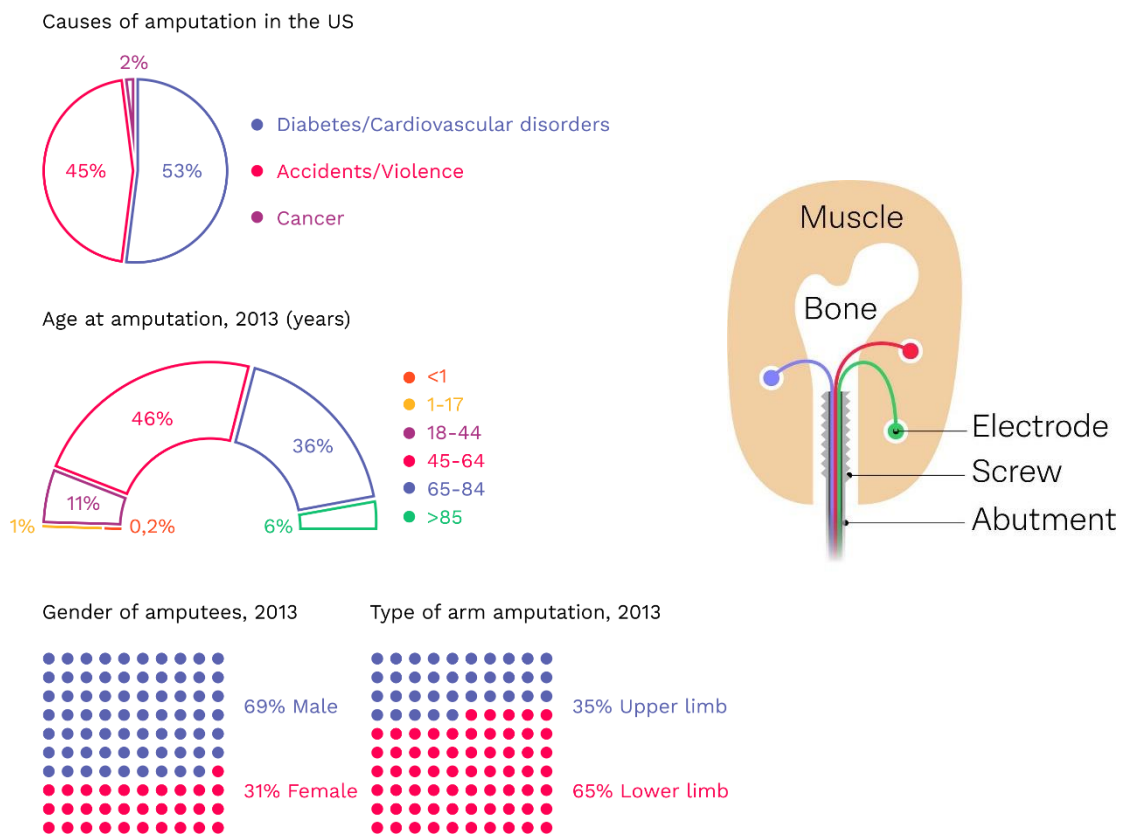 Causes of amputation in the US
2%
45%
53%
Diabetes/Cardiovascular disorders
Accidents/Violence
Cancer
Age at amputation, 2013 (years)
46%
36%
11%
1%
0,2%
6%
<1
1-17
18-44
45-64
65-84
>85
Muscle
Bone
Electrode
Screw
Abutment
Gender of amputees, 2013
69% Male
31% Female
Type of arm amputation, 2013
35% Upper limb
65% Lower limb